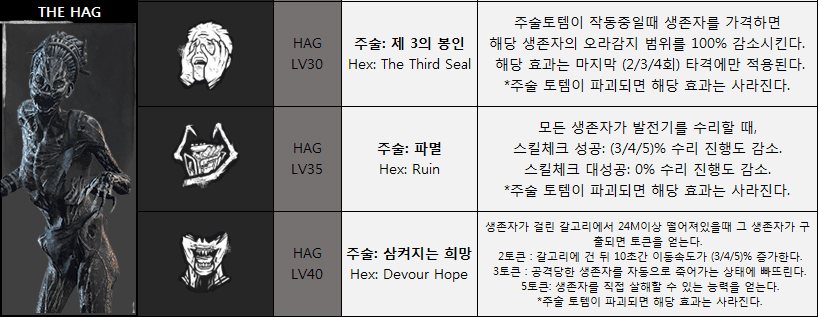 THE HAG
HAG
LV30
주술: 제 3의 봉인
Hex: The Third Seal
주술토템이 작동중일때 생존자를 가격하면
해당 생존자의 오라감지 범위를 100% 감소시킨다.
해당 효과는 마지막 (2/3/4회) 타격에만 적용된다.
*주술 토템이 파괴되면 해당 효과는 사라진다.
HAG
LV35
주술: 파멸
Hex: Ruin
모든 생존자가 발전기를 수리할 때,
스킬체크 성공: (3/4/5)% 수리 진행도 감소.
스킬체크 대성공: 0% 수리 진행도 감소.
*주술 토템이 파괴되면 해당 효과는 사라진다.
HAG
LV40
주술: 삼켜지는 희망
Hex: Devour Hope
생존자가 걸린 갈고리에서 24M이상 떨어져있을때 그 생존자가 구
출되면 토큰을 얻는다.
2토큰 : 갈고리에 건 뒤 10초간 이동속도가 (3/4/5)% 증가한다.
3토큰 : 공격당한 생존자를 자동으로 죽어가는 상태에 빠뜨린다.
5토큰: 생존자를 직접 살해할 수 있는 능력을 얻는다.
*주술 토템이 파괴되면 해당 효과는 사라진다.